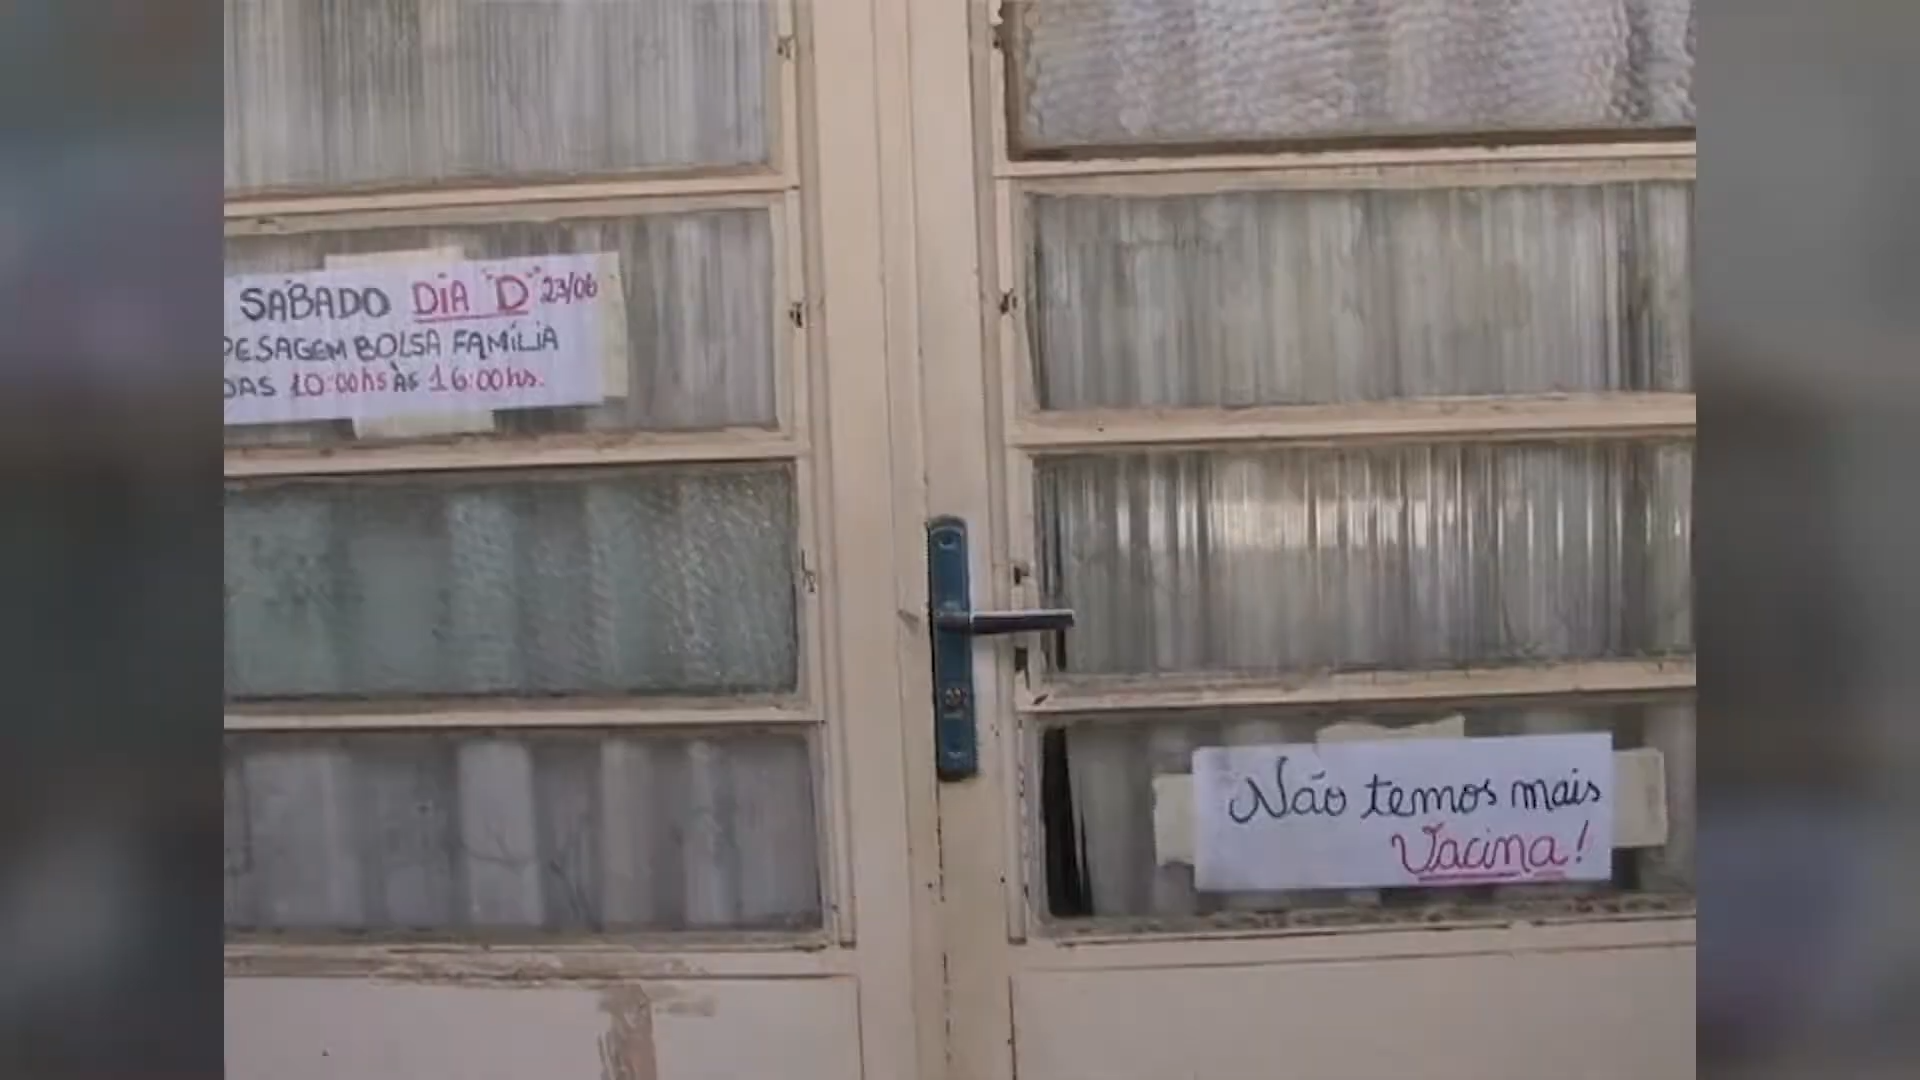 SÁBADO DIA "D" 23/06
PESAGEM BOLSA FAMÍLIA
DAS 10:00hs ÀS 16:00hs.
Não temos mais
Vacina!